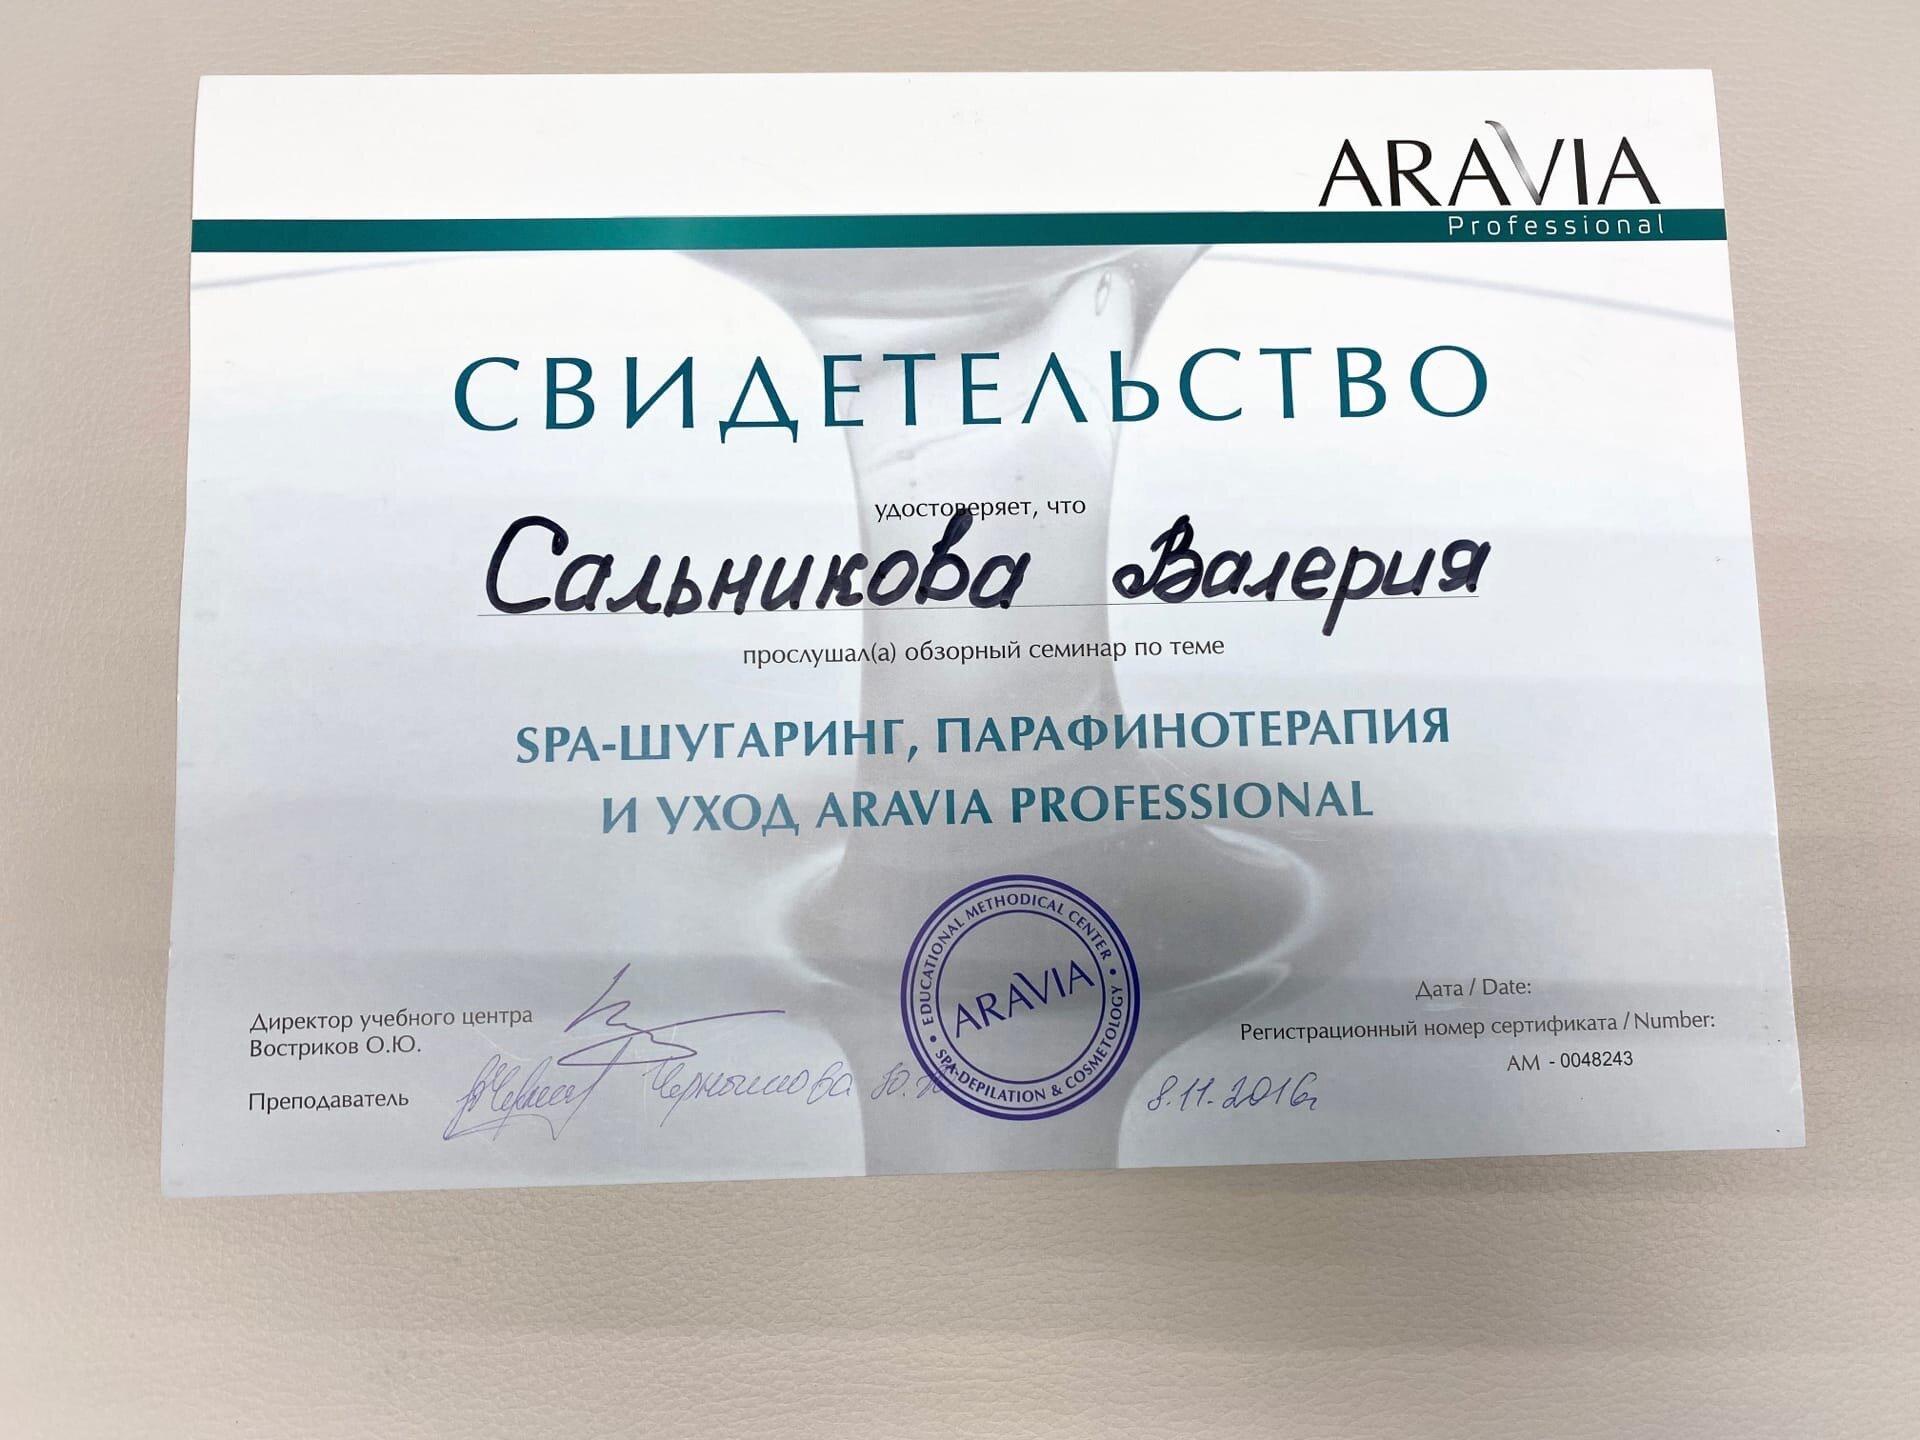 ARAVIA
Professional
СВИДЕТЕЛЬСТВО
удостоверяет, что
Сальникова Валерия
прослушал(а) обзорный семинар по теме
SPA-ШУГАРИНГ, ПАРАФИНОТЕРАПИЯ
И УХОД ARAVIA PROFESSIONAL
EDUCATIONAL METHODICAL CENTER
ARAVIA
SPA-DEPILATION & COSMETOLOGY
Директор учебного центра
Востриков О.Ю.
Преподаватель
Дата / Date:
Регистрационный номер сертификата / Number:
АМ - 0048243
8.11.2016г